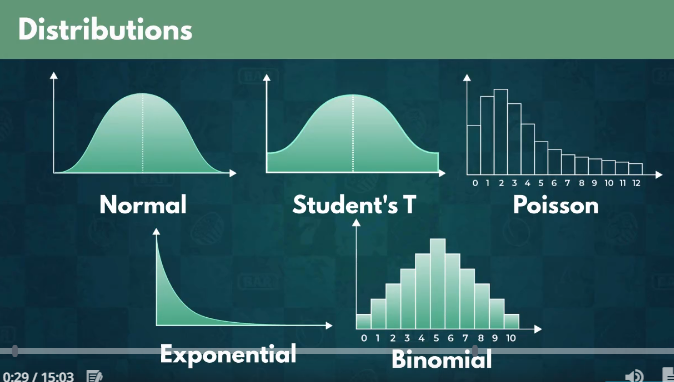 Distributions
0 1 2 3 4 5 6 7 8 9 10 11 12
Normal Student's T Poisson
0 1 2 3 4 5 6 7 8 9 10
Exponential Binomial
0:29 / 15:03